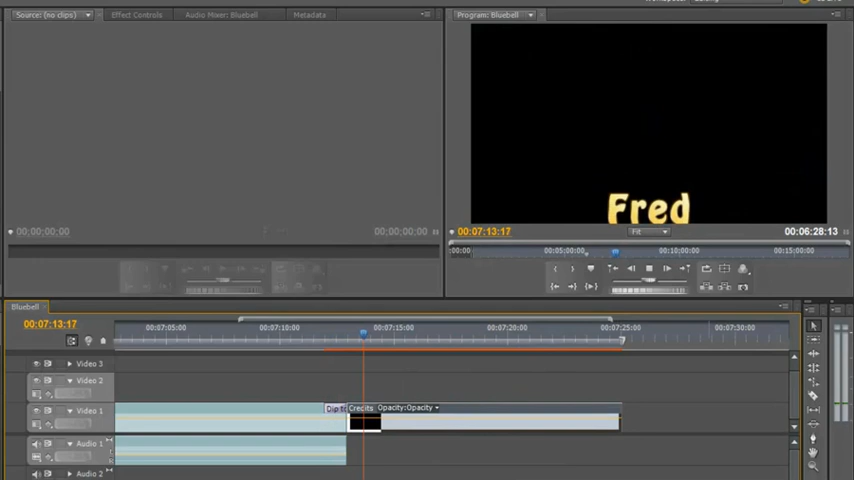 Source: (no clips)
Effect Controls
Audio Mixer: Bluebell
Metadata
Program: Bluebell
Fred
00;00;00;00
00;00;00;00
00:07:13:17
Fit
00:06:28:13
:00:00
00:05:00:00
00:10:00:00
00:15:00:00
Bluebell
00:07:13:17
00:07:05:00
00:07:10:00
00:07:15:00
00:07:20:00
00:07:25:00
00:07:30:00
Video 3
Video 2
Video 1
Dip to
Credits Opacity:Opacity
Audio 1
Audio 2